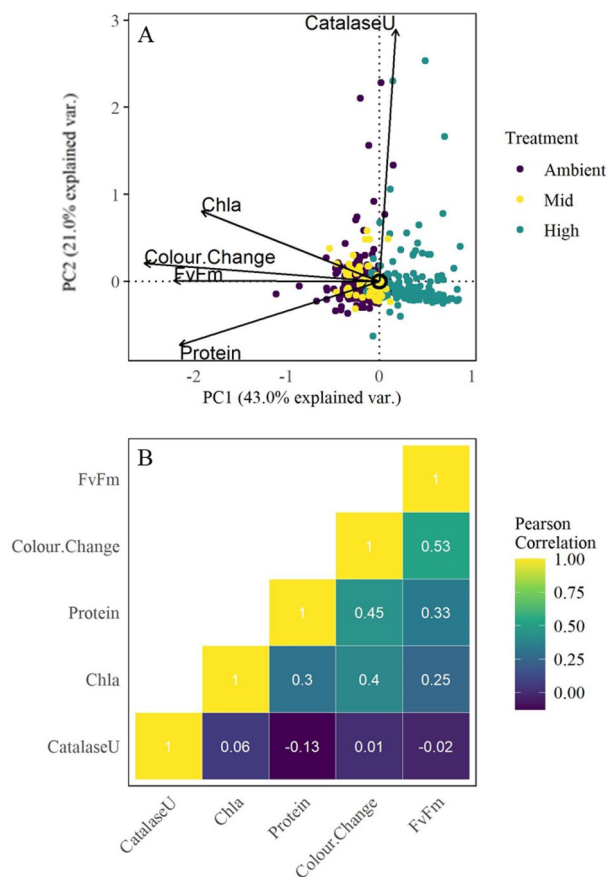 A
CatalaseU
3
2
1
0
Chla
Colour.Change
FvFm
Protein
PC2 (21.0% explained var.)
-2
-1
0
1
PC1 (43.0% explained var.)
Treatment
Ambient
Mid
High
B
FvFm
Colour.Change
Protein
Chla
CatalaseU
1
1
0.53
1
0.45
0.33
1
0.3
0.4
0.25
1
0.06
-0.13
0.01
-0.02
CatalaseU
Chla
Protein
Colour.Change
FvFm
Pearson
Correlation
1.00
0.75
0.50
0.25
0.00